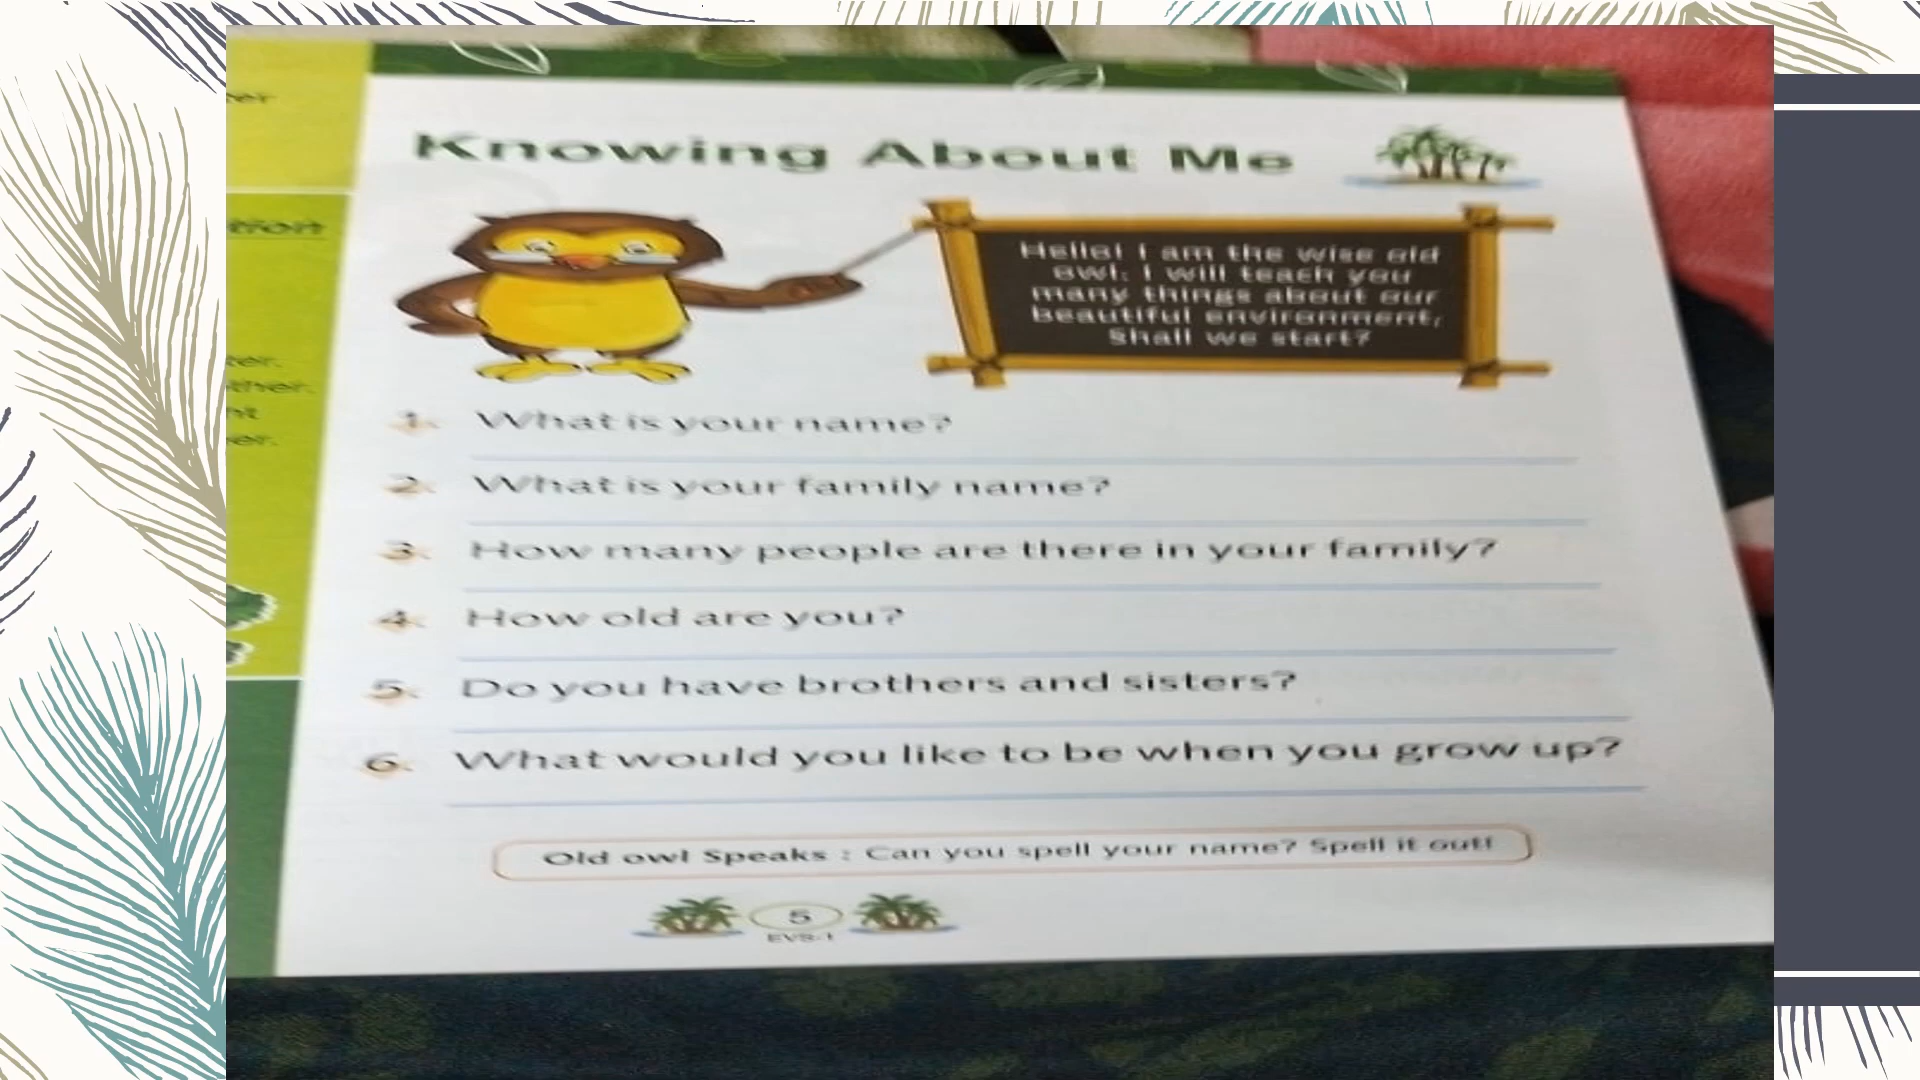 Knowing About Me
Hello! I am the wise old
owl. I will teach you
many things about our
beautiful environment,
Shall we start?
1. What is your name?
2. What is your family name?
3. How many people are there in your family?
4. How old are you?
5. Do you have brothers and sisters?
6. What would you like to be when you grow up?
Old owl Speaks : Can you spell your name? Spell it out!
5
EVS-1